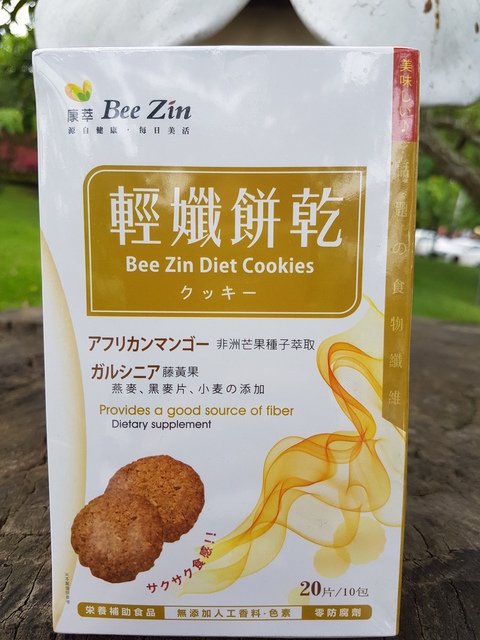 康萃 Bee Zin
源自健康·每日美活
美味しい♪
話題の食物纖維
輕孅餅乾
Bee Zin Diet Cookies
クッキー
アフリカンマンゴー 非洲芒果種子萃取
ガルシニア 藤黃果
燕麥、黑麥片、小麦の添加
Provides a good source of fiber
Dietary supplement
サクサク食感!!
20片/10包
榮養補助食品 無添加人工香料·色素 零防腐劑